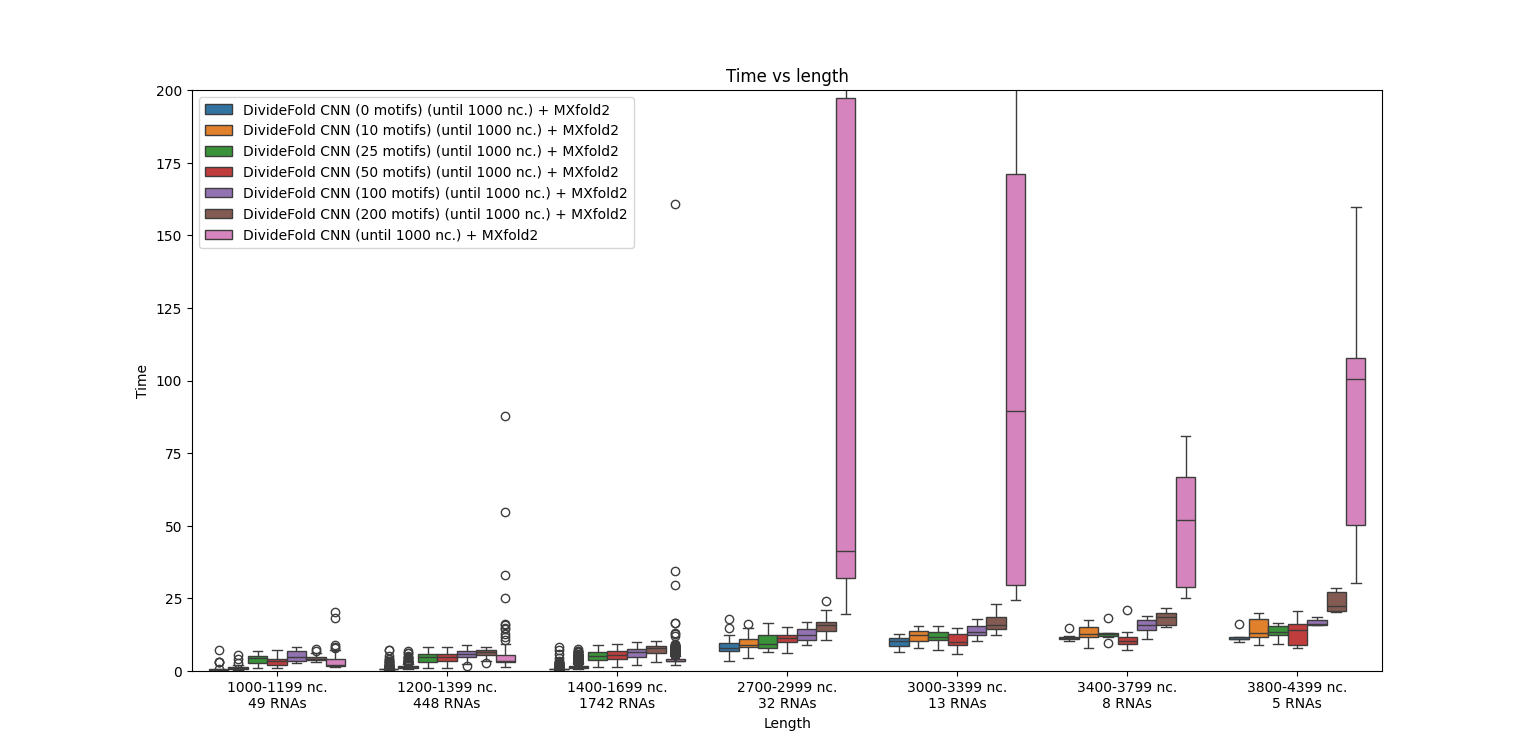 Time vs length
200
175
150
125
100
75
50
25
0
Time
DivideFold CNN (0 motifs) (until 1000 nc.) + MXfold2
DivideFold CNN (10 motifs) (until 1000 nc.) + MXfold2
DivideFold CNN (25 motifs) (until 1000 nc.) + MXfold2
DivideFold CNN (50 motifs) (until 1000 nc.) + MXfold2
DivideFold CNN (100 motifs) (until 1000 nc.) + MXfold2
DivideFold CNN (200 motifs) (until 1000 nc.) + MXfold2
DivideFold CNN (until 1000 nc.) + MXfold2
1000-1199 nc. 1200-1399 nc. 1400-1699 nc. 2700-2999 nc. 3000-3399 nc. 3400-3799 nc. 3800-4399 nc.
49 RNAs 448 RNAs 1742 RNAs 32 RNAs 13 RNAs 8 RNAs 5 RNAs
Length